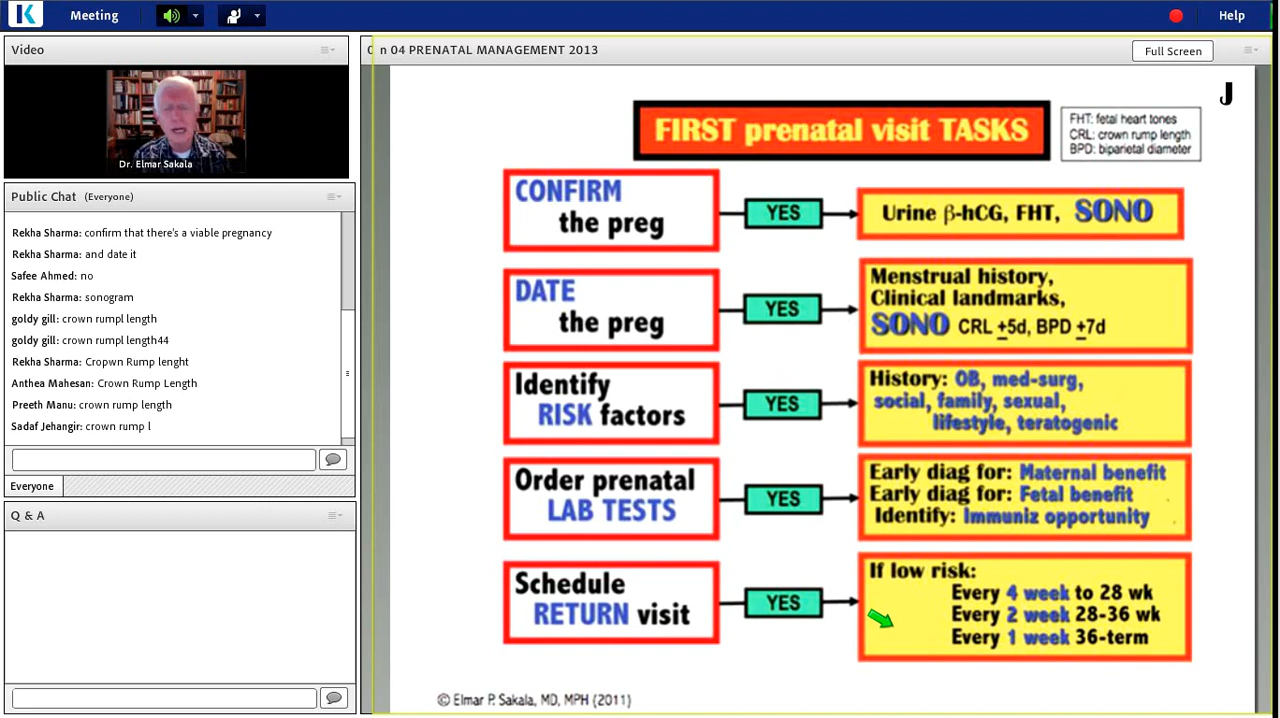 K Meeting Help
Video
Dr. Elmar Sakala
Public Chat (Everyone)
Rekha Sharma: confirm that there's a viable pregnancy
Rekha Sharma: and date it
Safee Ahmed: no
Rekha Sharma: sonogram
goldy gill: crown rumpl length
goldy gill: crown rumpl length44
Rekha Sharma: Cropwn Rump lenght
Anthea Mahesan: Crown Rump Length
Preeth Manu: crown rump length
Sadaf Jehangir: crown rump l
Everyone
Q & A
n 04 PRENATAL MANAGEMENT 2013
Full Screen
J
FIRST prenatal visit TASKS
FHT: fetal heart tones
CRL: crown rump length
BPD: biparietal diameter
CONFIRM
the preg
YES
Urine β-hCG, FHT, SONO
DATE
the preg
YES
Menstrual history,
Clinical landmarks,
SONO CRL +5d, BPD +7d
Identify
RISK factors
YES
History: OB, med-surg,
social, family, sexual,
lifestyle, teratogenic
Order prenatal
LAB TESTS
YES
Early diag for: Maternal benefit
Early diag for: Fetal benefit
Identify: Immuniz opportunity
Schedule
RETURN visit
YES
If low risk:
Every 4 week to 28 wk
Every 2 week 28-36 wk
Every 1 week 36-term
© Elmar P. Sakala, MD, MPH (2011)